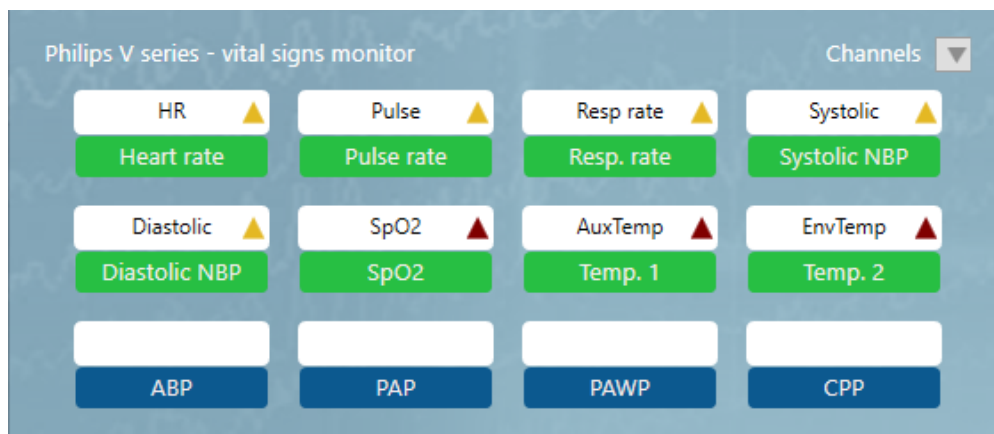 Philips V series - vital signs monitor Channels
HR Pulse Resp rate Systolic
Heart rate Pulse rate Resp. rate Systolic NBP
Diastolic SpO2 AuxTemp EnvTemp
Diastolic NBP SpO2 Temp. 1 Temp. 2
ABP PAP PAWP CPP